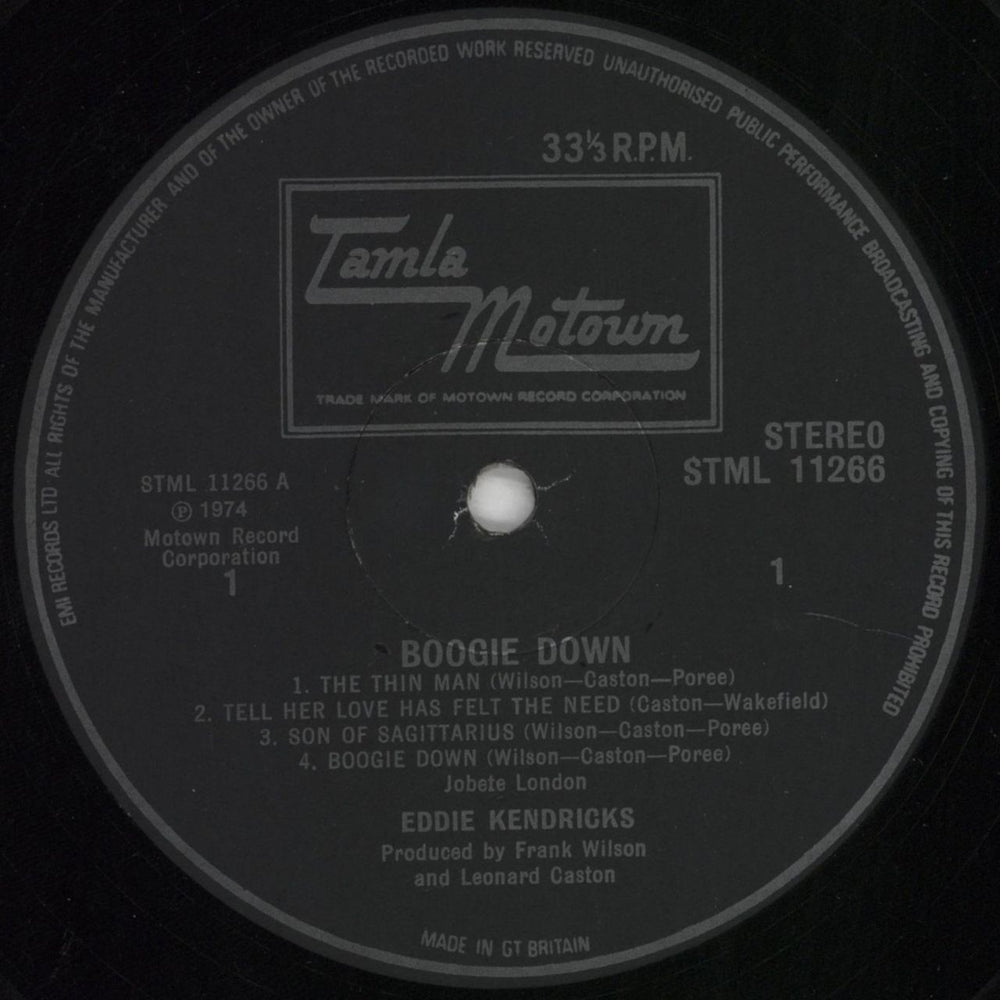 EMI RECORDS LTD· ALL RIGHTS OF THE MANUFACTURER AND OF THE OWNER OF THE RECORDED WORK RESERVED UNAUTHORISED PUBLIC PERFORMANCE BROADCASTING AND COPYING OF THIS RECORD PROHIBITED
33⅓ R.P.M.
Tamla
Motown
TRADE MARK OF MOTOWN RECORD CORPORATION
STEREO
STML 11266
STML 11266 A
℗ 1974
Motown Record
Corporation
1
1
BOOGIE DOWN
1. THE THIN MAN (Wilson—Caston—Poree)
2. TELL HER LOVE HAS FELT THE NEED (Caston—Wakefield)
3. SON OF SAGITTARIUS (Wilson—Caston—Poree)
4. BOOGIE DOWN (Wilson—Caston—Poree)
Jobete London
EDDIE KENDRICKS
Produced by Frank Wilson
and Leonard Caston
MADE IN GT BRITAIN